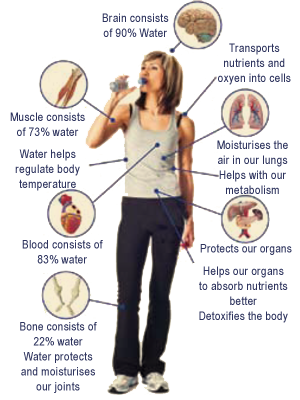 Brain consists
of 90% Water
Transports
nutrients and
oxyen into cells
Muscle consists
of 73% water
Moisturises the
air in our lungs
Helps with our
metabolism
Water helps
regulate body
temperature
Blood consists of
83% water
Protects our organs
Helps our organs
to absorb nutrients
better
Detoxifies the body
Bone consists of
22% water
Water protects
and moisturises
our joints